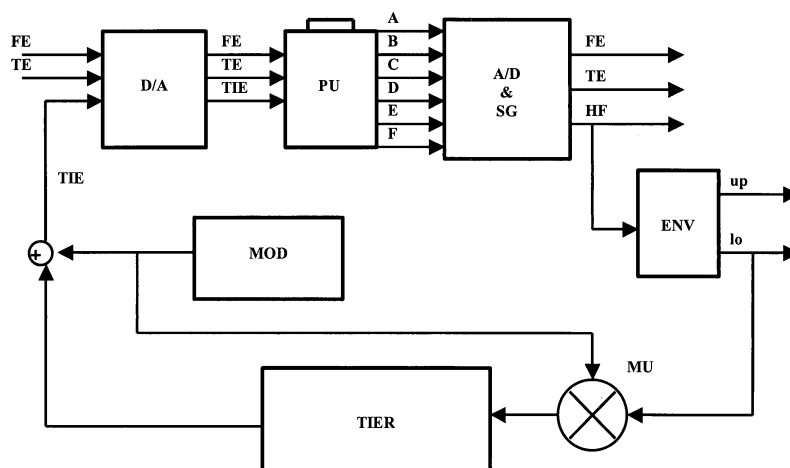 FE
TE
D/A
FE
TE
TIE
PU
A
B
C
D
E
F
A/D
&
SG
FE
TE
HF
TIE
+
MOD
ENV
up
lo
MU
TIER